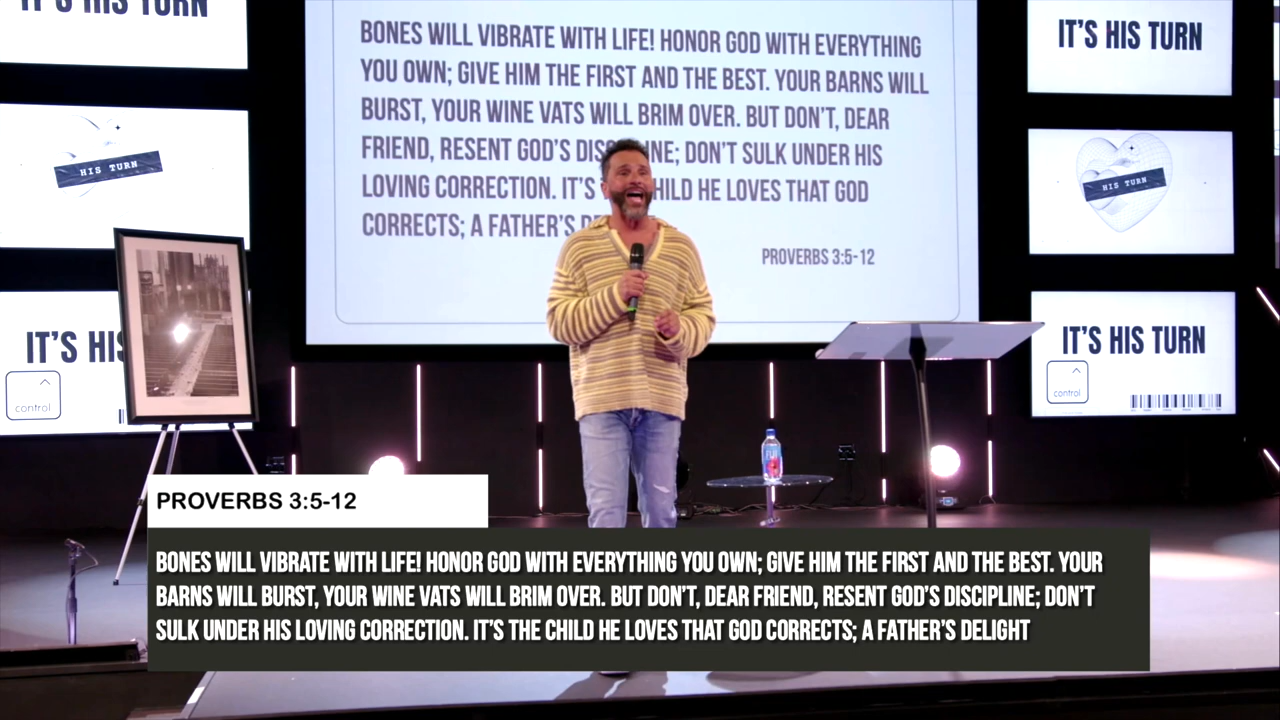 IT'S HIS TURN
BONES WILL VIBRATE WITH LIFE! HONOR GOD WITH EVERYTHING
YOU OWN; GIVE HIM THE FIRST AND THE BEST. YOUR BARNS WILL
BURST, YOUR WINE VATS WILL BRIM OVER. BUT DON'T, DEAR
FRIEND, RESENT GOD'S DISCIPLINE; DON'T SULK UNDER HIS
LOVING CORRECTION. IT'S CHILD HE LOVES THAT GOD
CORRECTS; A FATHER'S
PROVERBS 3:5-12
IT'S HIS TURN
HIS TURN
HIS TURN
IT'S HIS
control
IT'S HIS TURN
control
FIJI
PROVERBS 3:5-12
BONES WILL VIBRATE WITH LIFE! HONOR GOD WITH EVERYTHING YOU OWN; GIVE HIM THE FIRST AND THE BEST. YOUR
BARNS WILL BURST, YOUR WINE VATS WILL BRIM OVER. BUT DON'T, DEAR FRIEND, RESENT GOD'S DISCIPLINE; DON'T
SULK UNDER HIS LOVING CORRECTION. IT'S THE CHILD HE LOVES THAT GOD CORRECTS; A FATHER'S DELIGHT